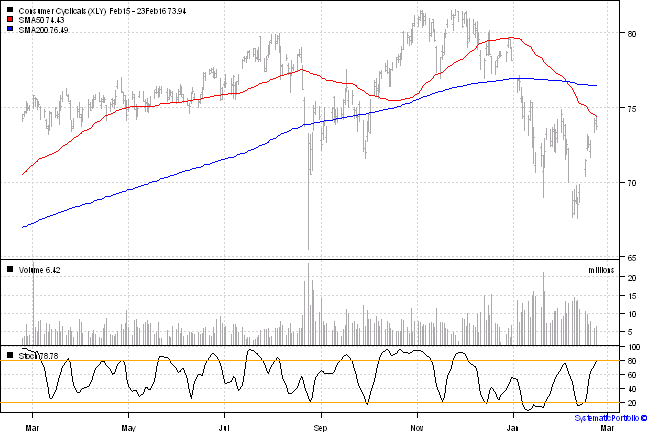 Consumer Cyclicals (XLY) Feb15 - 23Feb16 73.94
SMA50 74.43
SMA200 76.49
80
75
70
65
Volume 6.42
millions
20
15
10
5
Stoch 78.78
100
80
60
40
20
Mar
May
Jul
Sep
Nov
Jan
Mar
SystematicPortfolio ©